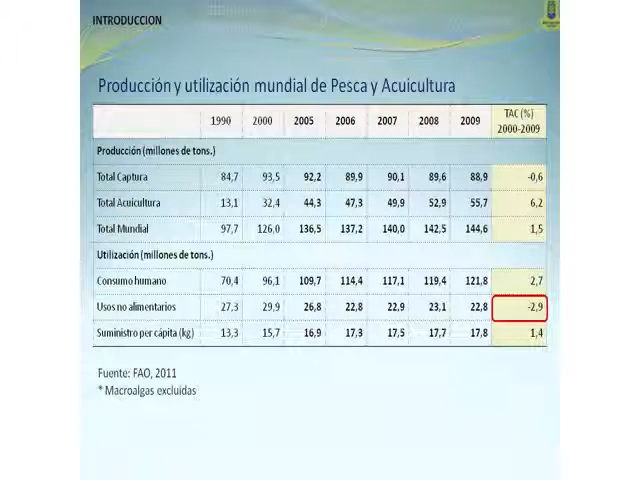 INTRODUCCION
Producción y utilización mundial de Pesca y Acuicultura
1990 2000 2005 2006 2007 2008 2009 TAC (%) 2000-2009
Producción (millones de tons.)
Total Captura 84,7 93,5 92,2 89,9 90,1 89,6 88,9 -0,6
Total Acuicultura 13,1 32,4 44,3 47,3 49,9 52,9 55,7 6,2
Total Mundial 97,7 126,0 136,5 137,2 140,0 142,5 144,6 1,5
Utilización (millones de tons.)
Consumo humano 70,4 96,1 109,7 114,4 117,1 119,4 121,8 2,7
Usos no alimentarios 27,3 29,9 26,8 22,8 22,9 23,1 22,8 -2,9
Suministro per cápita (kg) 13,3 15,7 16,9 17,3 17,5 17,7 17,8 1,4
Fuente: FAO, 2011
* Macroalgas excluidas